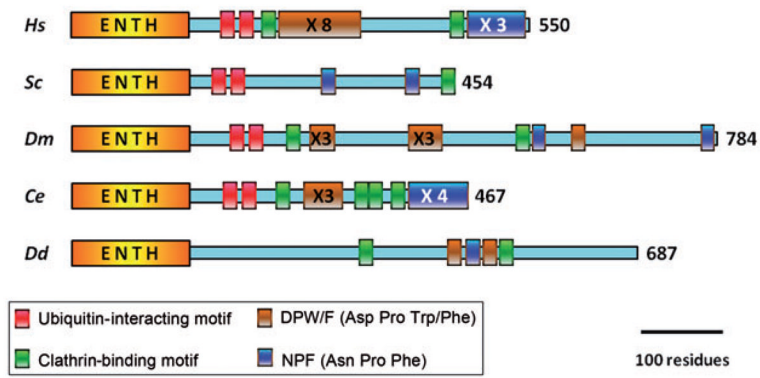 Hs ENTH X 8 X 3 550
Sc ENTH 454
Dm ENTH X3 X3 784
Ce ENTH X3 X 4 467
Dd ENTH 687
Ubiquitin-interacting motif DPW/F (Asp Pro Trp/Phe)
Clathrin-binding motif NPF (Asn Pro Phe)
100 residues